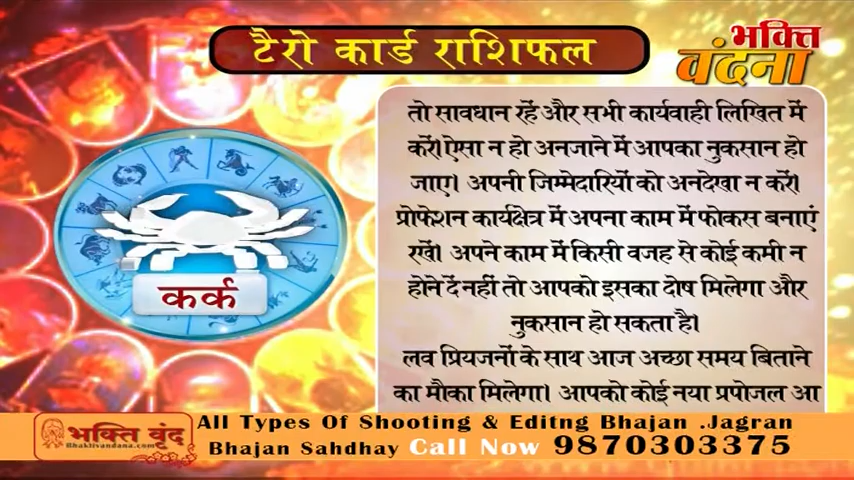 टैरो कार्ड राशिफल
भक्ति
वंदना
तो सावधान रहें और सभी कार्यवाही लिखित में
करें। ऐसा न हो अनजाने में आपका नुकसान हो
जाए। अपनी जिम्मेदारियों को अनदेखा न करें।
प्रोफेशन कार्यक्षेत्र में अपना काम में फोकस बनाएं
रखें। अपने काम में किसी वजह से कोई कमी न
होने दें नहीं तो आपको इसका दोष मिलेगा और
नुकसान हो सकता है।
लव प्रियजनों के साथ आज अच्छा समय बिताने
का मौका मिलेगा। आपको कोई नया प्रपोजल आ
कर्क
भक्ति वृंद
Bhaktivandana.com
All Types Of Shooting & Editng Bhajan .Jagran
Bhajan Sahdhay Call Now 9870303375